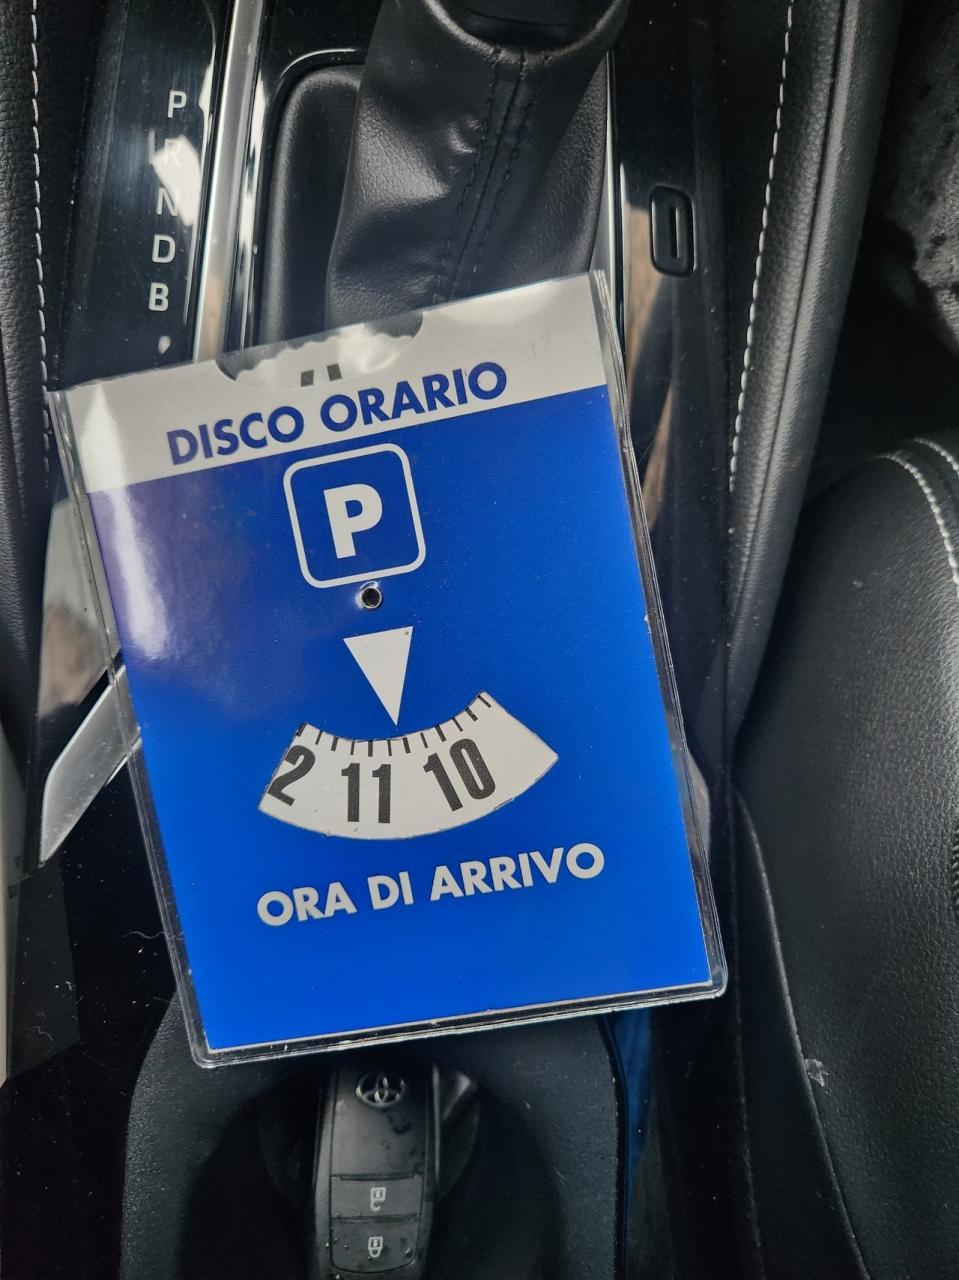 P
R
N
D
B
DISCO ORARIO
P
2 11 10
ORA DI ARRIVO